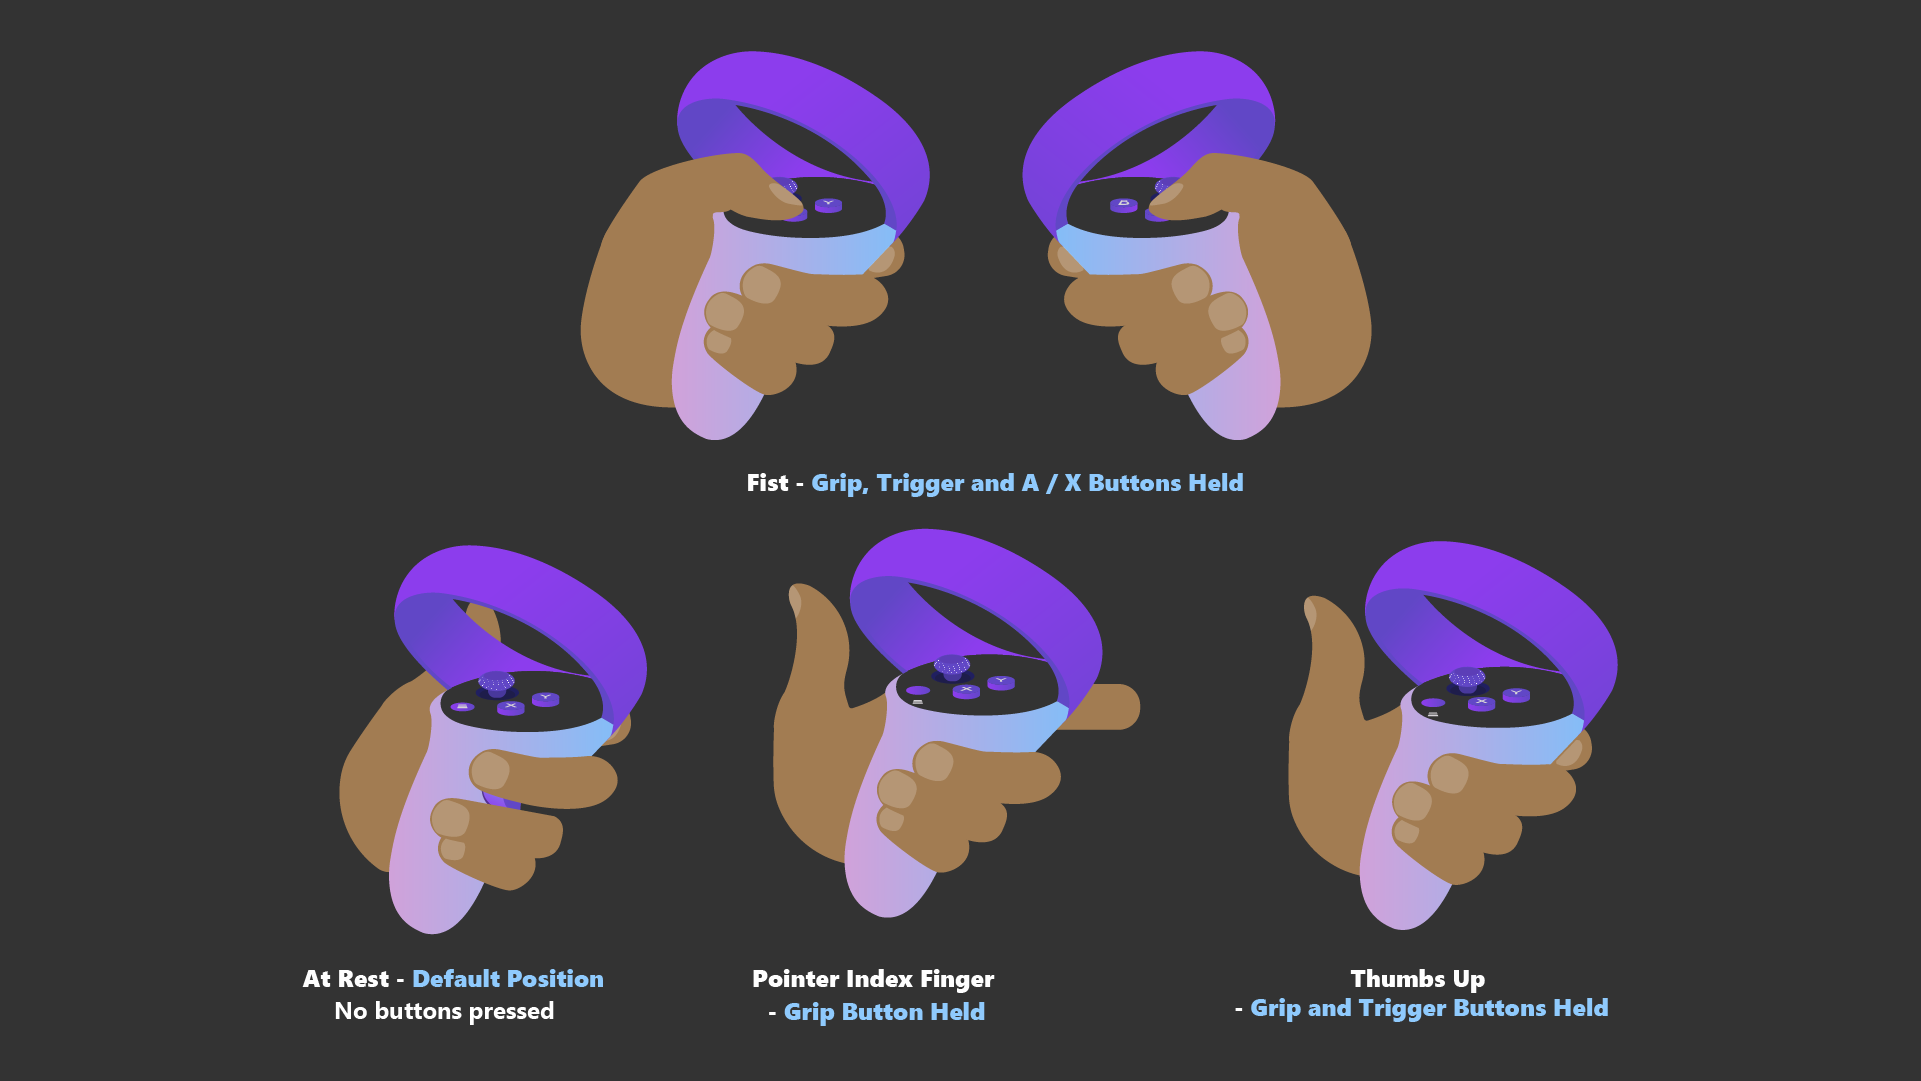 Y
Fist - Grip, Trigger and A / X Buttons Held
X
Y
X
Y
X
Y
At Rest - Default Position
No buttons pressed
Pointer Index Finger
- Grip Button Held
Thumbs Up
- Grip and Trigger Buttons Held